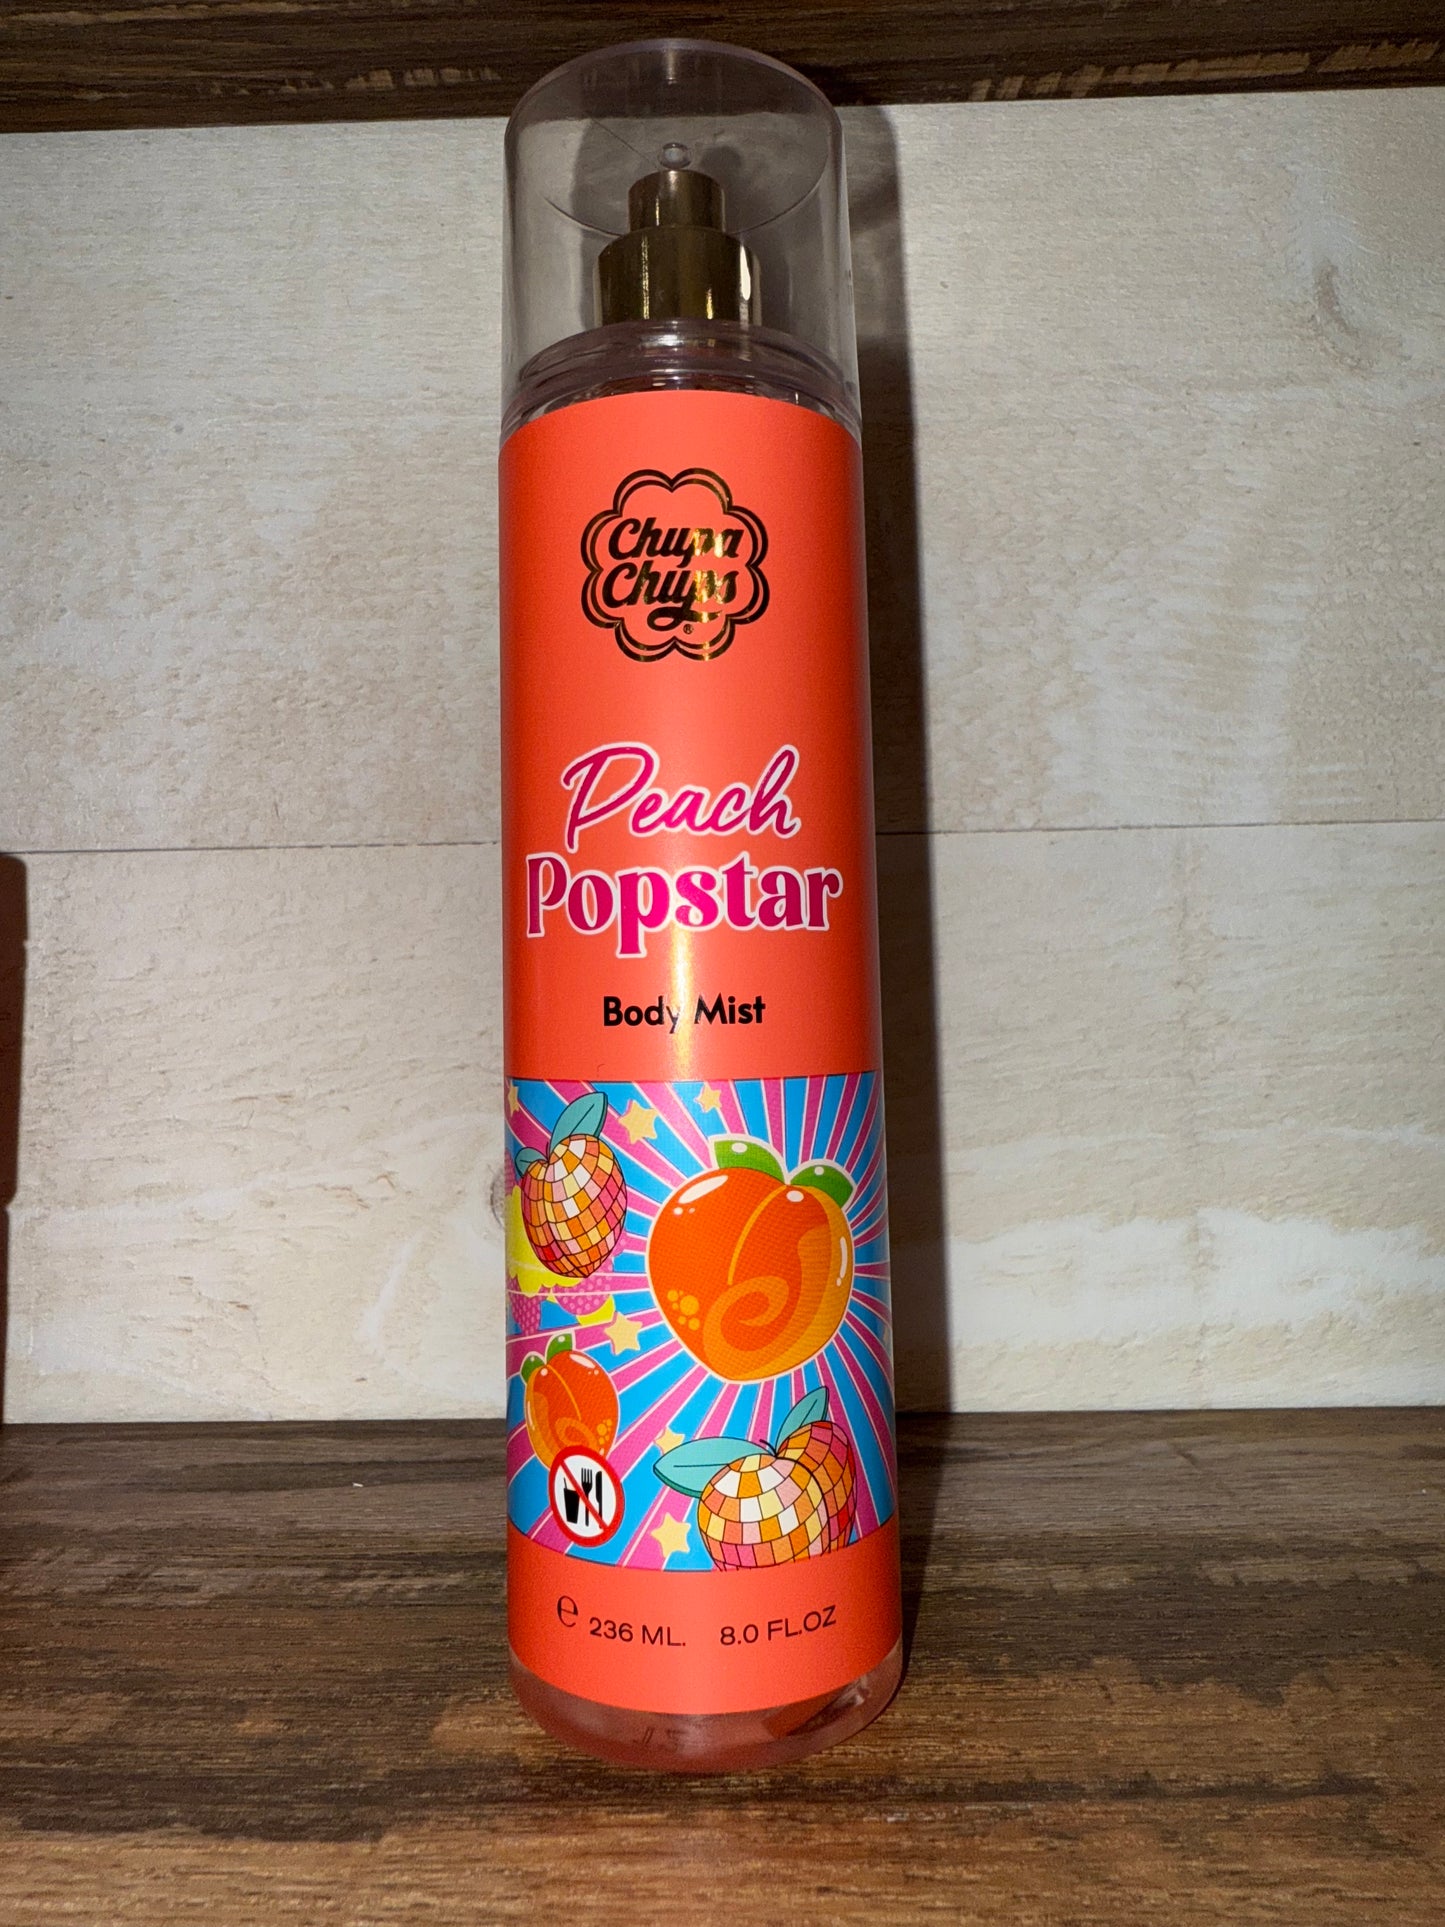 Chupa
Chups
®
Peach
Popstar
Body Mist
e 236 ML. 8.0 FL.OZ